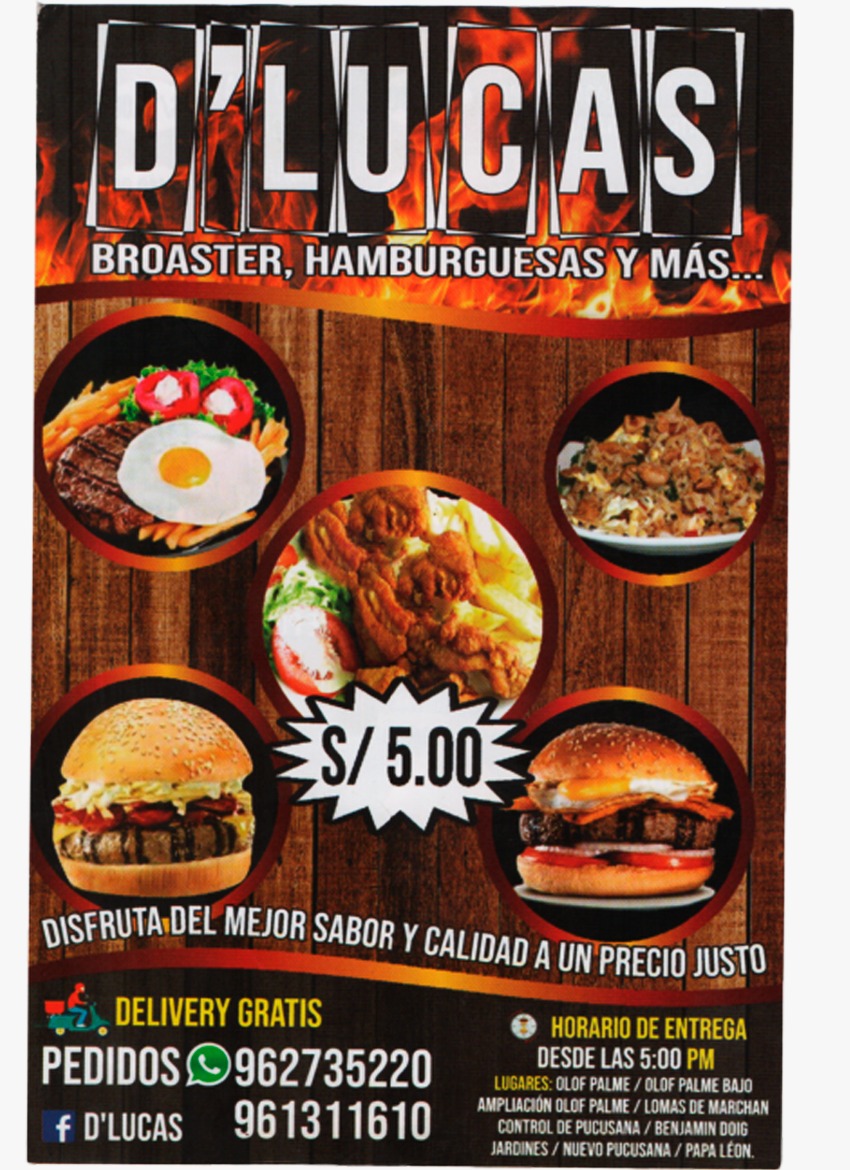 D'LUCAS
BROASTER, HAMBURGUESAS Y MÁS...
S/ 5.00
DISFRUTA DEL MEJOR SABOR Y CALIDAD A UN PRECIO JUSTO
DELIVERY GRATIS
PEDIDOS 962735220
961311610
f D'LUCAS
HORARIO DE ENTREGA
DESDE LAS 5:00 PM
LUGARES: OLOF PALME / OLOF PALME BAJO
AMPLIACIÓN OLOF PALME / LOMAS DE MARCHAN
CONTROL DE PUCUSANA / BENJAMIN DOIG
JARDINES / NUEVO PUCUSANA / PAPA LÉON.